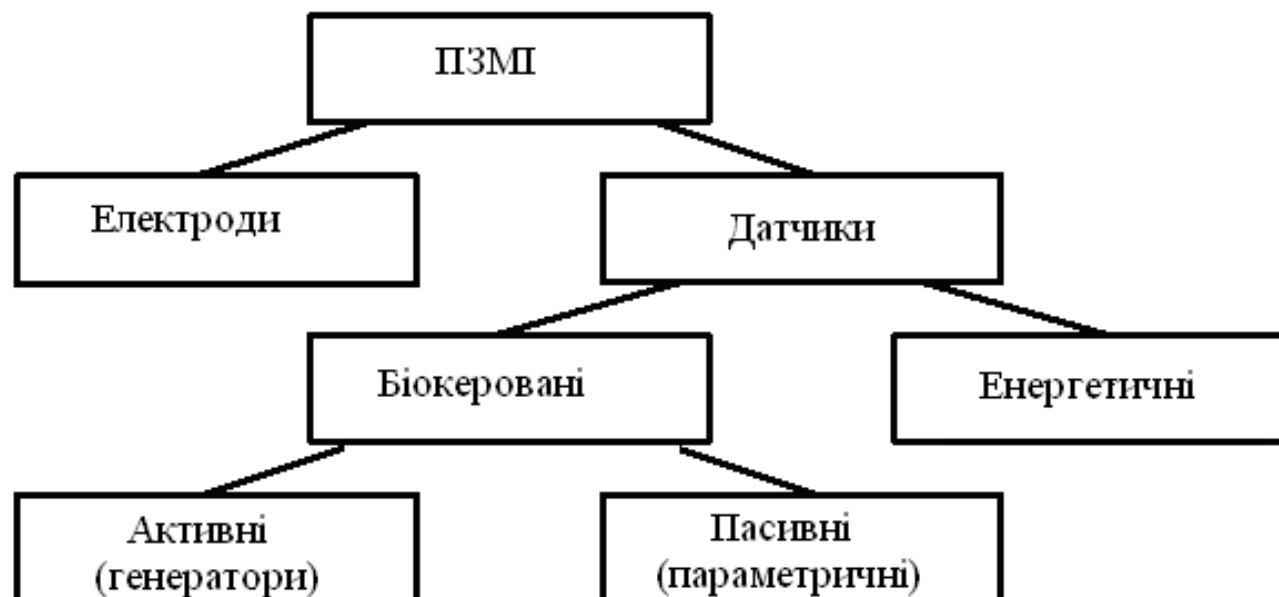 ПЗМІ
Електроди
Датчики
Біокеровані
Енергетичні
Активні
(генератори)
Пасивні
(параметричні)